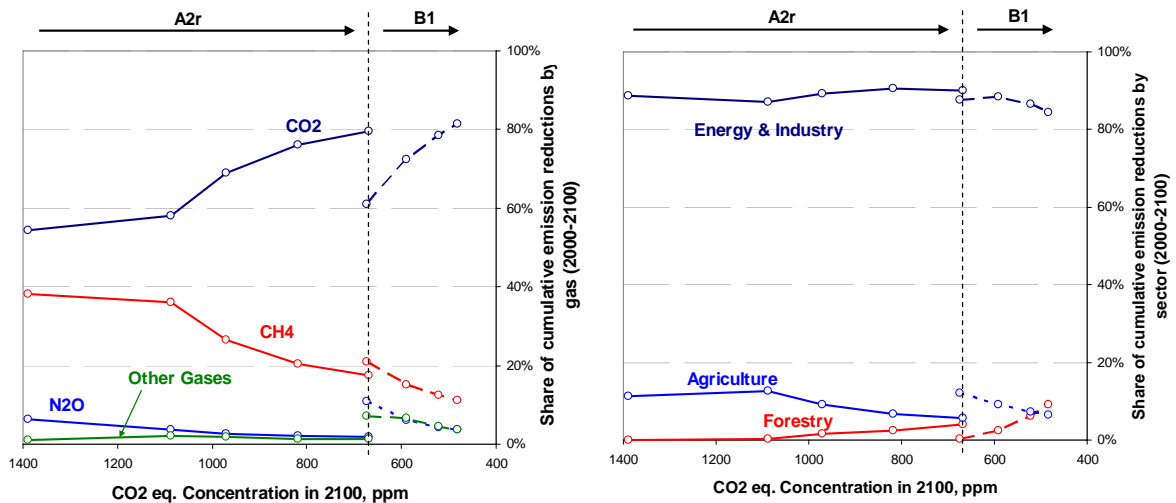 A2r
B1
100%
80%
60%
40%
20%
0%
CO2
CH4
Other Gases
N2O
1400
1200
1000
800
600
400
CO2 eq. Concentration in 2100, ppm
Share of cumulative emission reductions by
gas (2000-2100)
A2r
B1
100%
80%
60%
40%
20%
0%
Energy & Industry
Agriculture
Forestry
1400
1200
1000
800
600
400
CO2 eq. Concentration in 2100, ppm
Share of cumulative emission reductions by
sector (2000-2100)